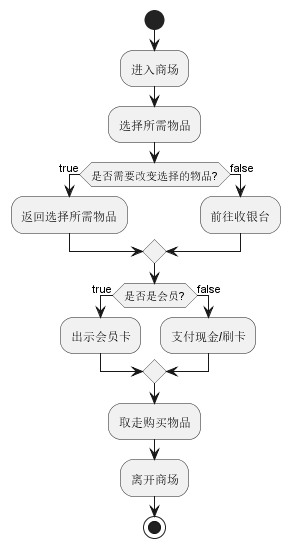 进入商场
选择所需物品
true
是否需要改变选择的物品?
false
返回选择所需物品
前往收银台
true
是否是会员?
false
出示会员卡
支付现金/刷卡
取走购买物品
离开商场